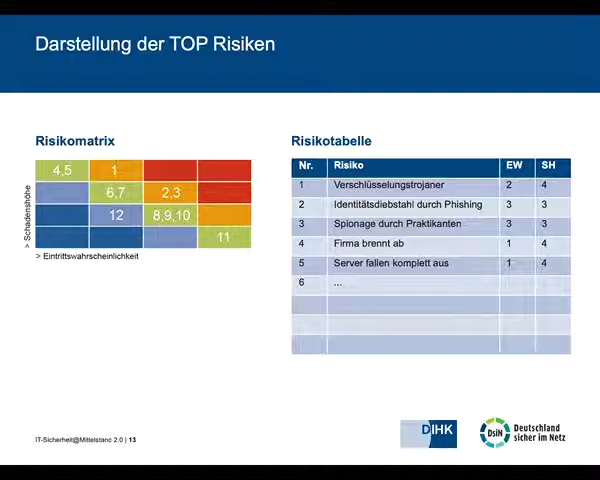 Darstellung der TOP Risiken
Risikomatrix
4,5 1
6,7 2,3
12 8,9,10
11
> Schadenshöhe
> Eintrittswahrscheinlichkeit
Risikotabelle
Nr. Risiko EW SH
1 Verschlüsselungstrojaner 2 4
2 Identitätsdiebstahl durch Phishing 3 3
3 Spionage durch Praktikanten 3 3
4 Firma brennt ab 1 4
5 Server fallen komplett aus 1 4
6 ...
IT-Sicherheit@Mittelstand 2.0 | 13
DIHK
DsiN
Deutschland
sicher im Netz